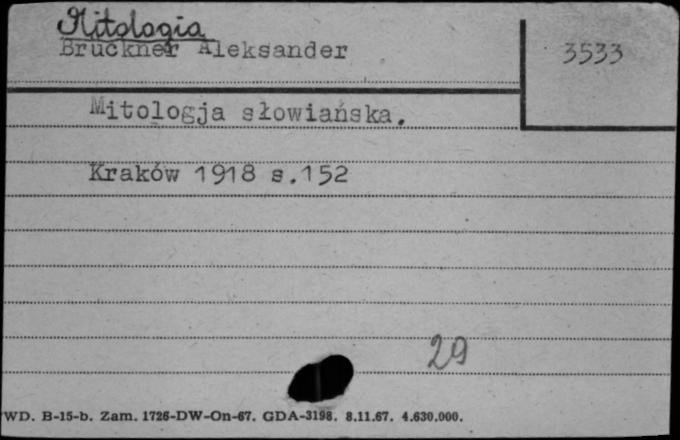 Mitologia
Bruckner Aleksander
3533
Mitologja słowiańska.
Kraków 1918 s.152
29
WD. B-15-b. Zam. 1726-DW-On-67. GDA-3198. 8.11.67. 4.630.000.